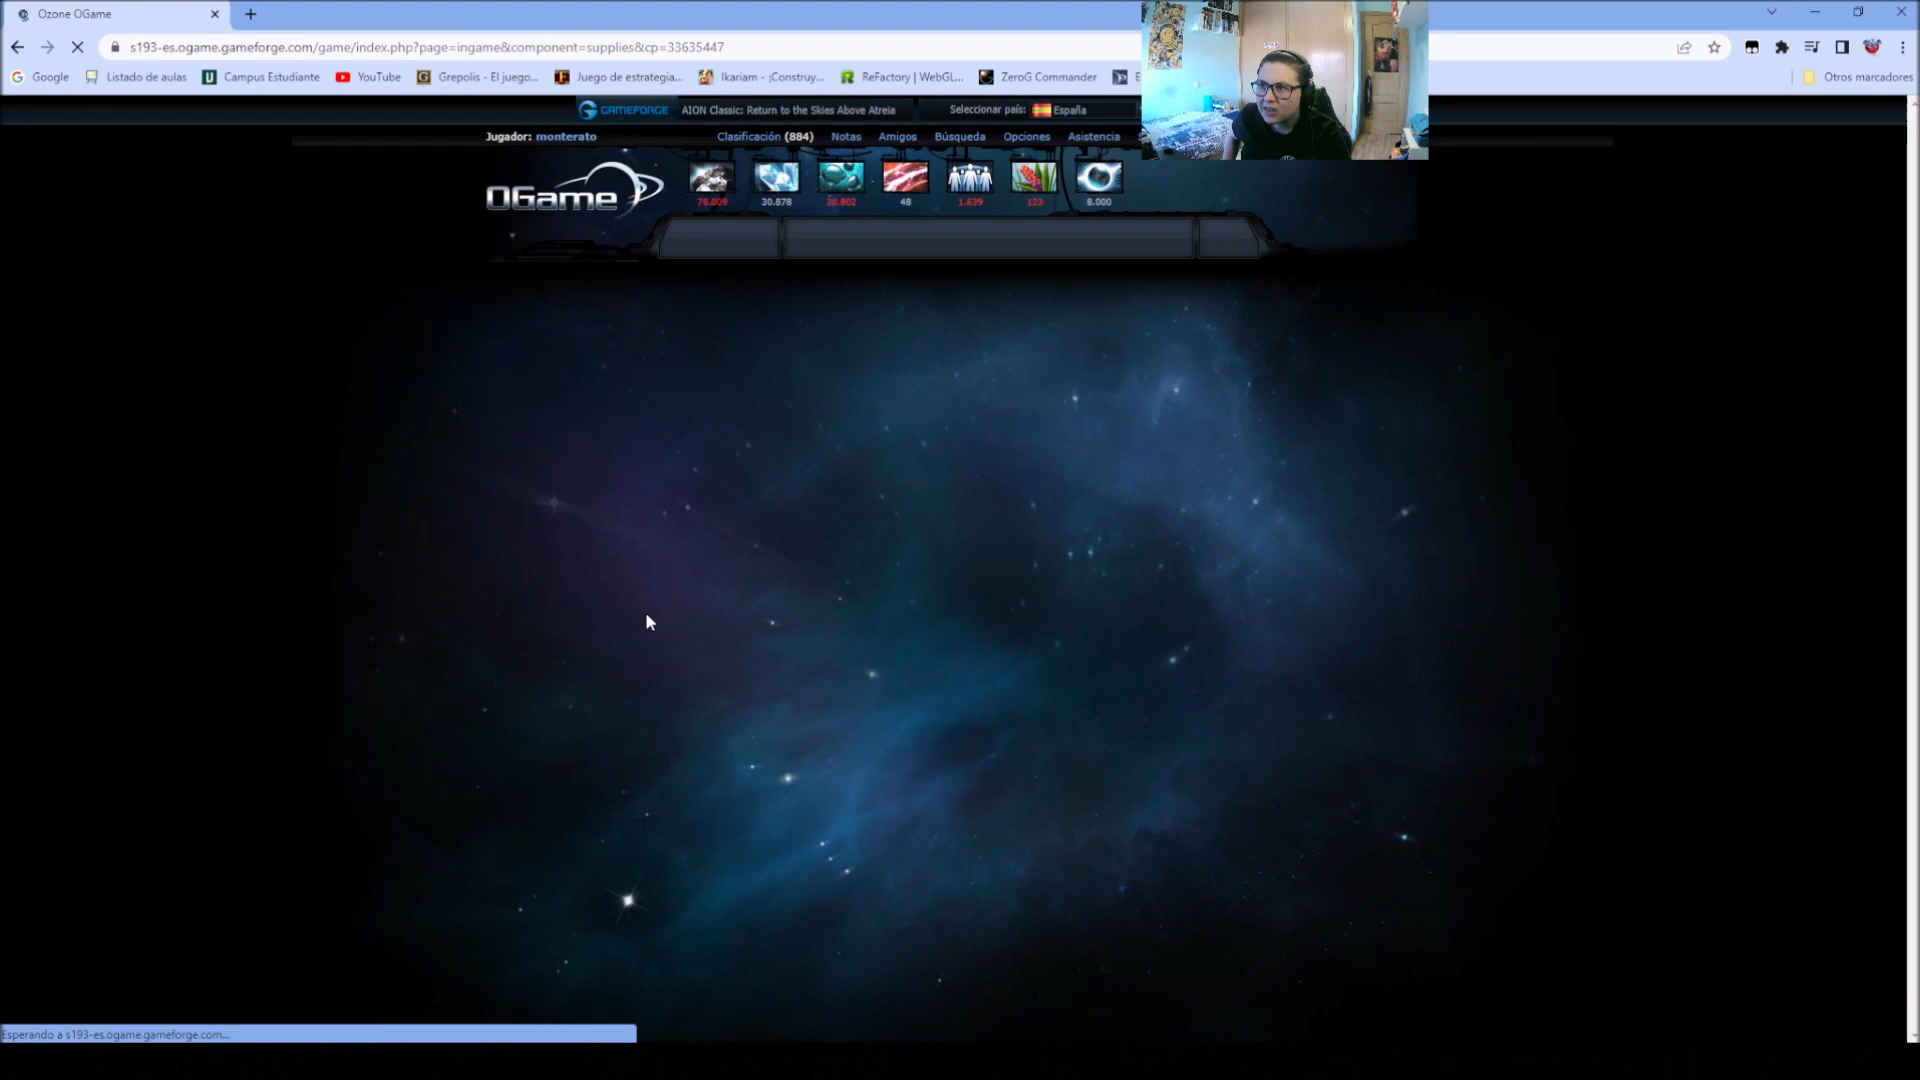 Ozone OGame
s193-es.ogame.gameforge.com/game/index.php?page=ingame&component=supplies&cp=33635447
Google
Listado de aulas
Campus Estudiante
YouTube
Grepolis - El juego...
Juego de estrategia...
Ikariam - ¡Construy...
ReFactory | WebGL...
ZeroG Commander
E
Otros marcadores
GAMEFORGE
AION Classic: Return to the Skies Above Atreia
Seleccionar país:
España
Jugador: monterato
Clasificación (884)
Notas
Amigos
Búsqueda
Opciones
Asistencia
OGame
78.009
30.878
20.802
48
1.639
123
8.000
Esperando a s193-es.ogame.gameforge.com...